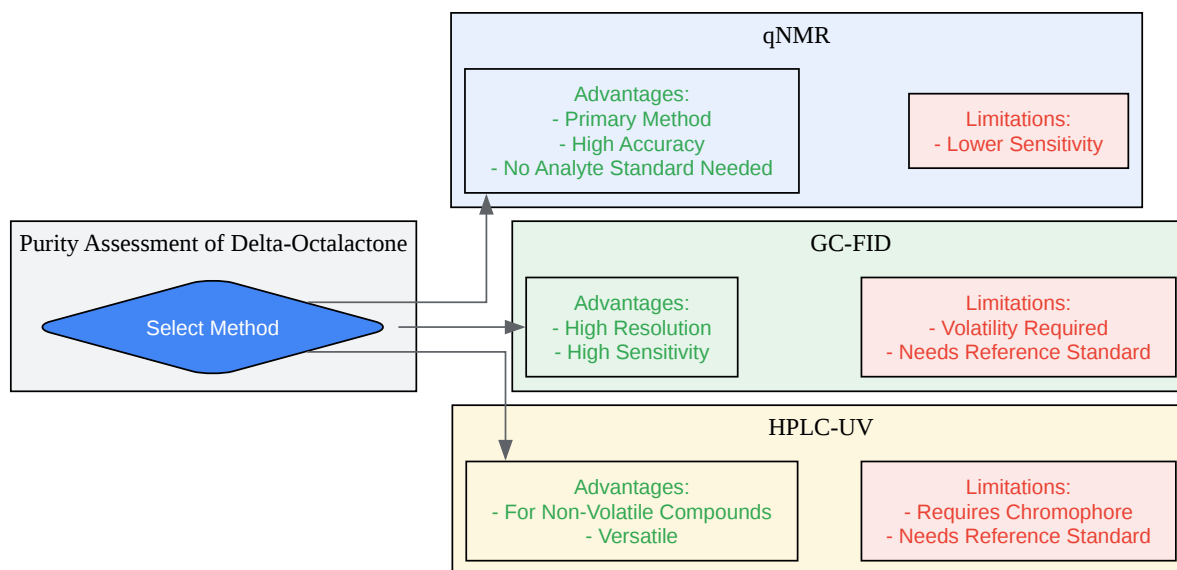 qNMR
Advantages:
- Primary Method
- High Accuracy
- No Analyte Standard Needed
Limitations:
- Lower Sensitivity
Purity Assessment of Delta-Octalactone
Select Method
GC-FID
Advantages:
- High Resolution
- High Sensitivity
Limitations:
- Volatility Required
- Needs Reference Standard
HPLC-UV
Advantages:
- For Non-Volatile Compounds
- Versatile
Limitations:
- Requires Chromophore
- Needs Reference Standard